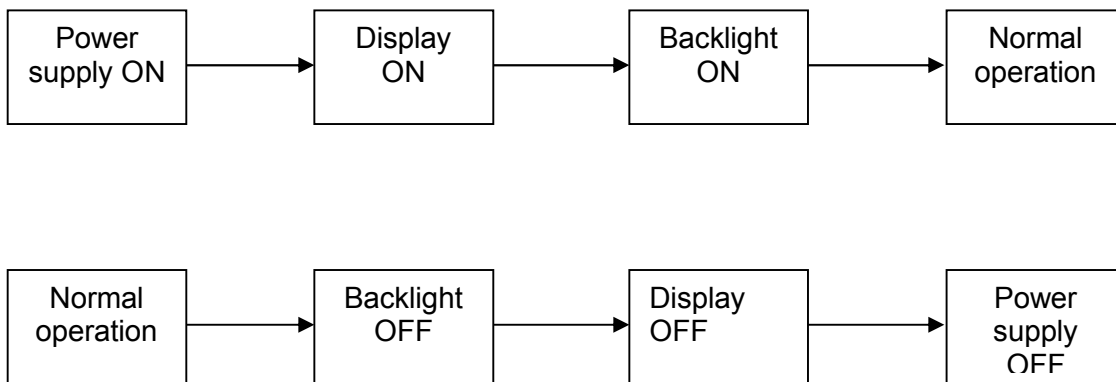 Power
supply ON
Display
ON
Backlight
ON
Normal
operation
Normal
operation
Backlight
OFF
Display
OFF
Power
supply
OFF